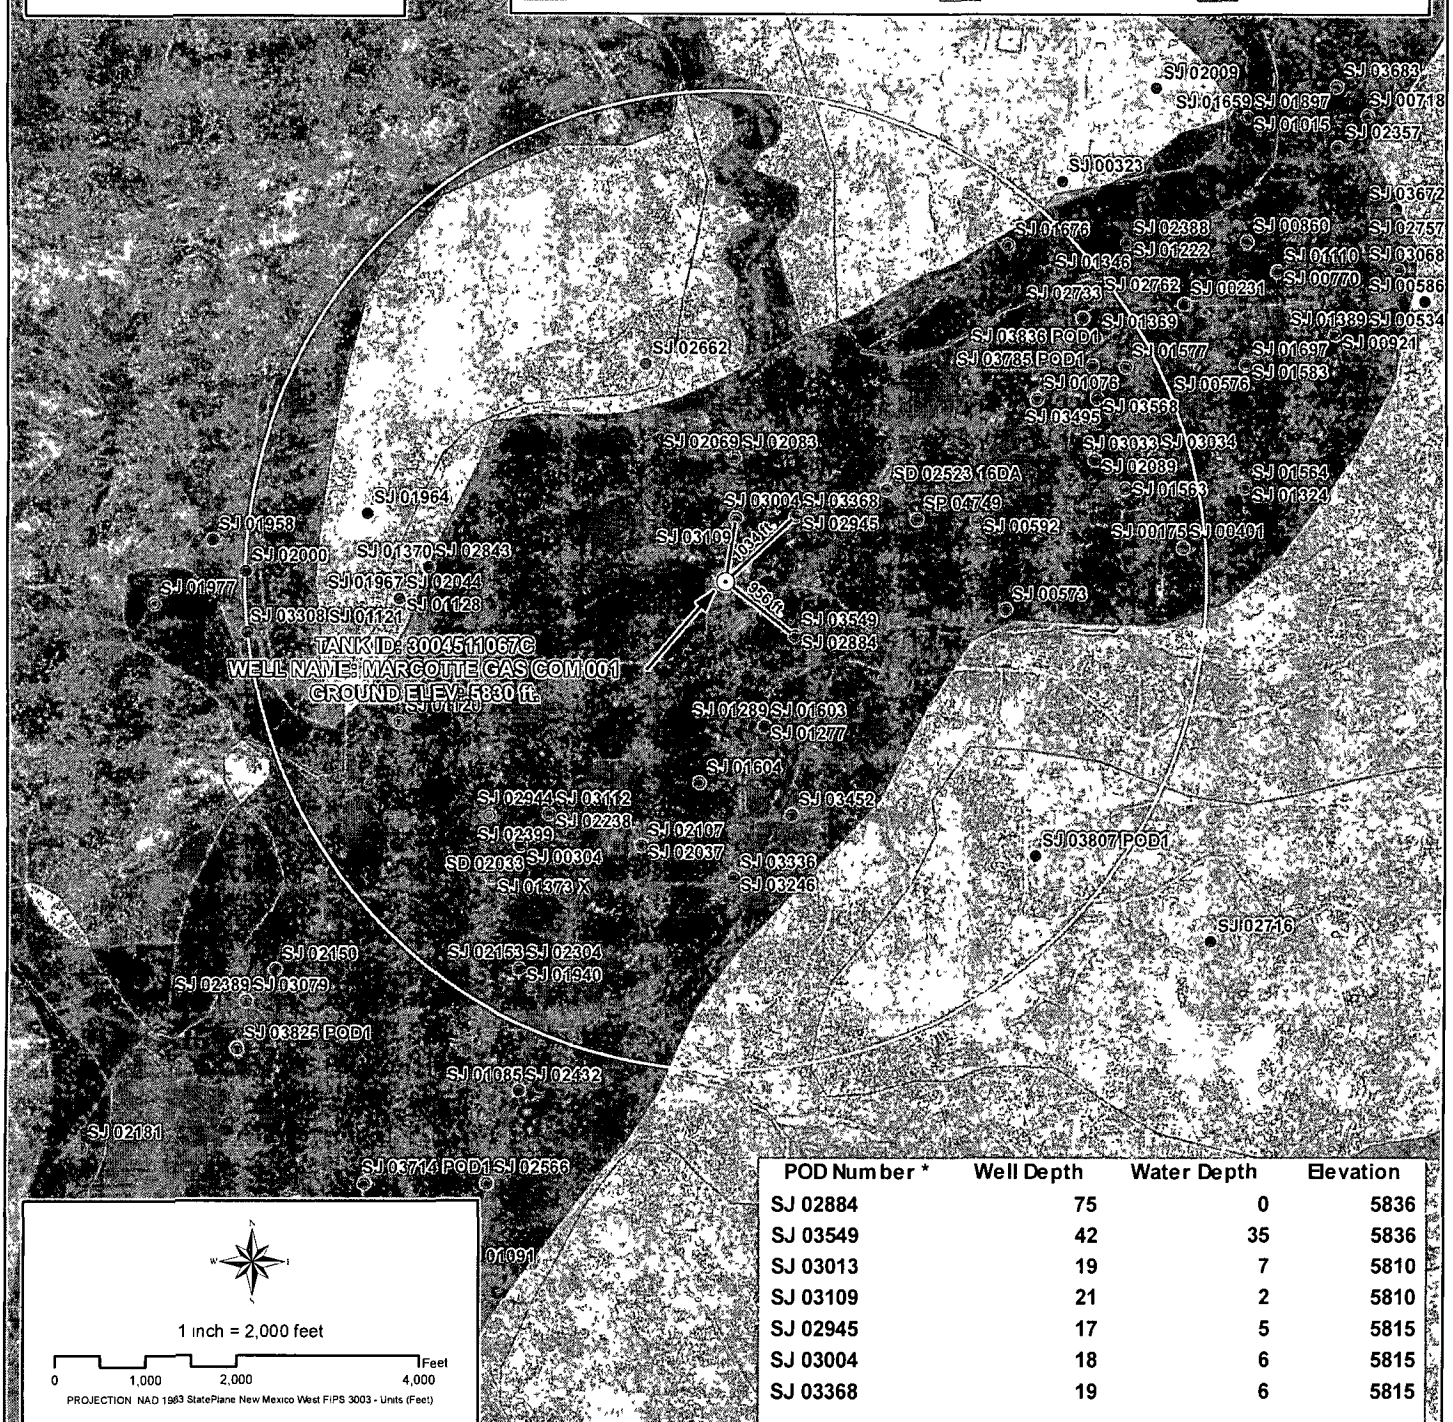 SJ 02009
SJ 03683
SJ 01659 SJ 01897
SJ 00718
SJ 01015
SJ 02357
SJ 00323
SJ 03672
SJ 01676
SJ 02388
SJ 00860
SJ 02757
SJ 01222
SJ 01346
SJ 01110
SJ 03068
SJ 02733
SJ 02762
SJ 00231
SJ 00770
SJ 00586
SJ 01369
SJ 01389 SJ 00534
SJ 03836 POD1
SJ 00921
SJ 02662
SJ 03785 POD1
SJ 01577
SJ 01697
SJ 01583
SJ 01076
SJ 00576
SJ 03495
SJ 03568
SJ 02069 SJ 02083
SJ 03033 SJ 03034
SJ 02089
SD 02523 16DA
SJ 01564
SJ 01563
SJ 01324
SJ 01964
SJ 03004 SJ 03368
SP 04749
SJ 01958
SJ 02945
SJ 00592
SJ 03109
1034 ft.
SJ 00175 SJ 00401
SJ 02000
SJ 01370 SJ 02843
SJ 01977
SJ 01967 SJ 02044
SJ 01128
958 ft.
SJ 00573
SJ 03308 SJ 01121
SJ 03549
SJ 02884
TANK ID: 3004511067C
WELL NAME: MARCOTTE GAS COM 001
GROUND ELEV: 5830 ft.
SJ 01289 SJ 01603
SJ 01277
SJ 01604
SJ 02944 SJ 03112
SJ 03452
SJ 02238
SJ 02399
SJ 02107
SJ 02037
SJ 03807 POD1
SD 02033 SJ 00304
SJ 03336
SJ 01373 X
SJ 03246
SJ 02716
SJ 02150
SJ 02153 SJ 02304
SJ 01940
SJ 02389 SJ 03079
SJ 03825 POD1
SJ 01085 SJ 02432
SJ 02181
SJ 03714 POD1 SJ 02566
01091
POD Number * Well Depth Water Depth Elevation
SJ 02884 75 0 5836
SJ 03549 42 35 5836
SJ 03013 19 7 5810
SJ 03109 21 2 5810
SJ 02945 17 5 5815
SJ 03004 18 6 5815
SJ 03368 19 6 5815
N
W
S
1 inch = 2,000 feet
Feet
0 1,000 2,000 4,000
PROJECTION NAD 1983 StatePlane New Mexico West FIPS 3003 - Units (Feet)